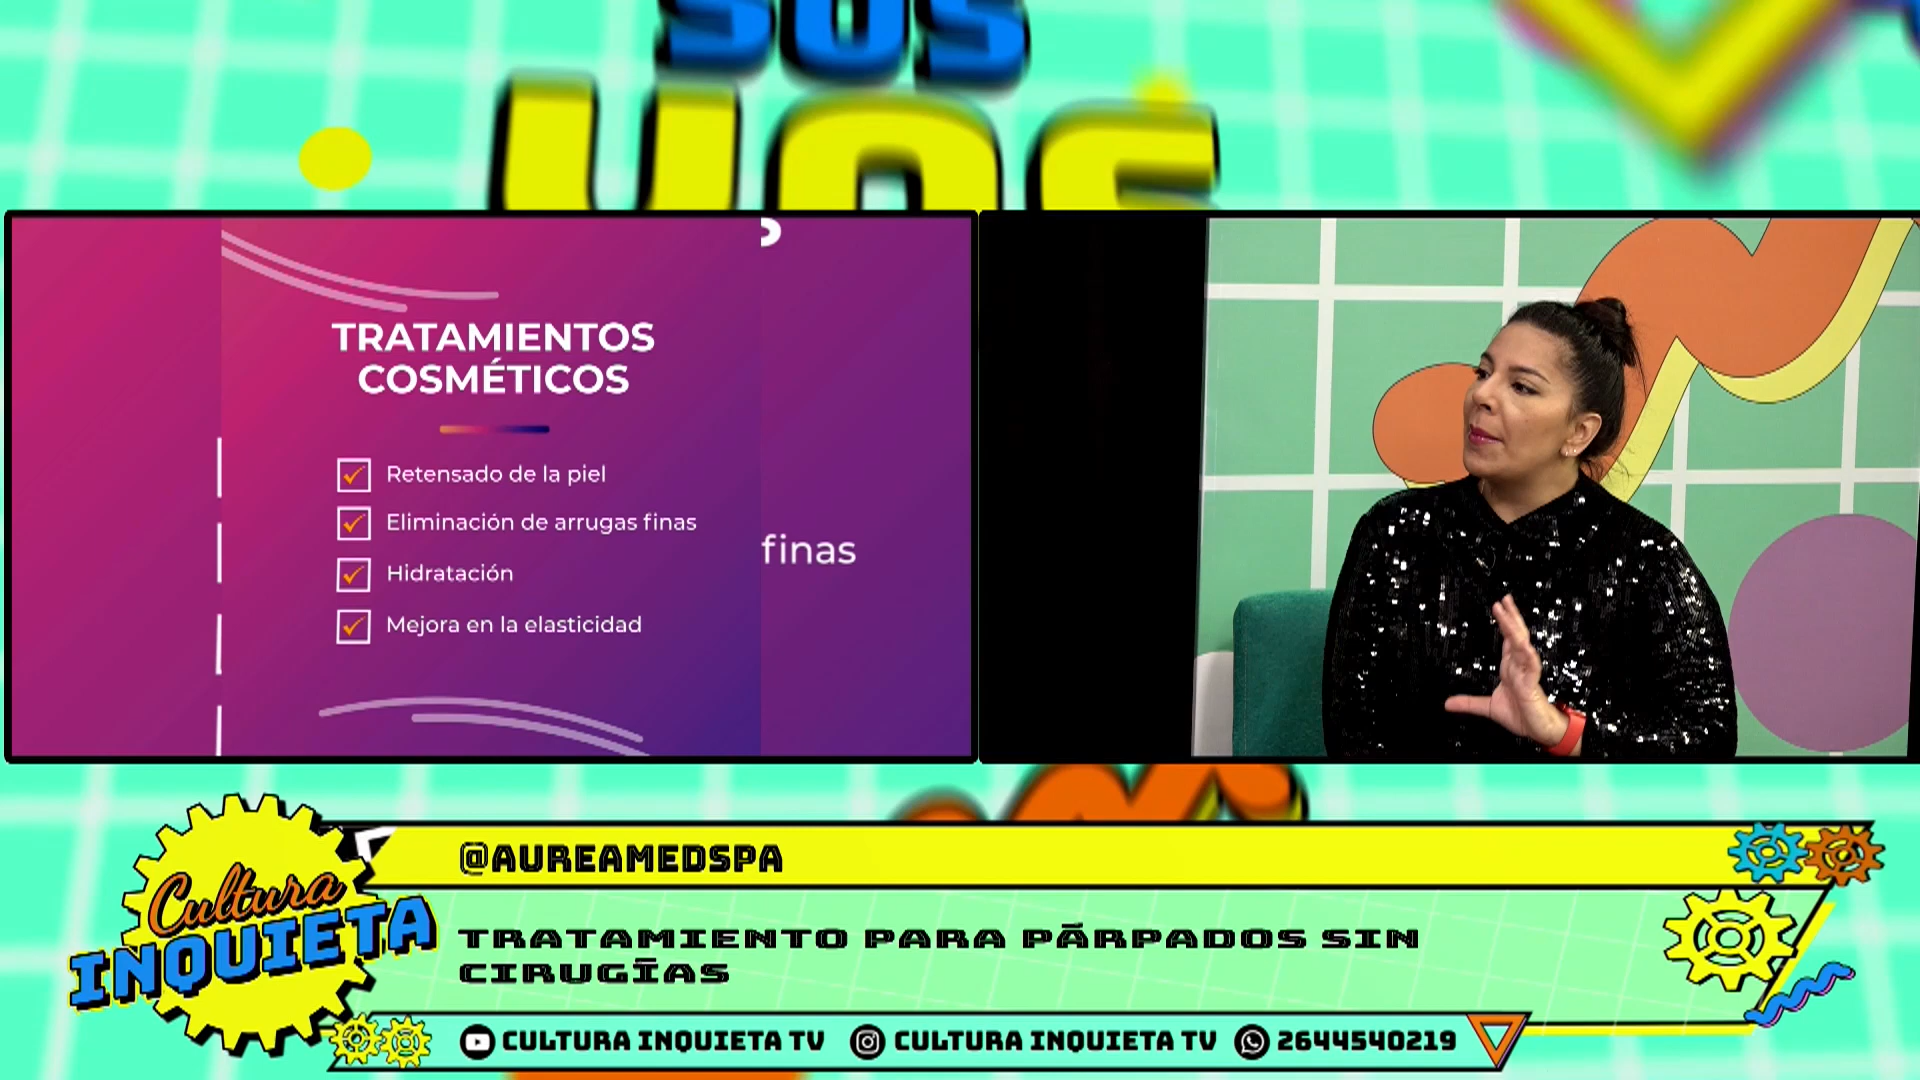 SOS
TRATAMIENTOS
COSMÉTICOS
Retensado de la piel
Eliminación de arrugas finas
Hidratación
Mejora en la elasticidad
finas
@AUREAMEDSPA
Cultura
INQUIETA
TRATAMIENTO PARA PÁRPADOS SIN
CIRUGÍAS
CULTURA INQUIETA TV CULTURA INQUIETA TV 2644540219